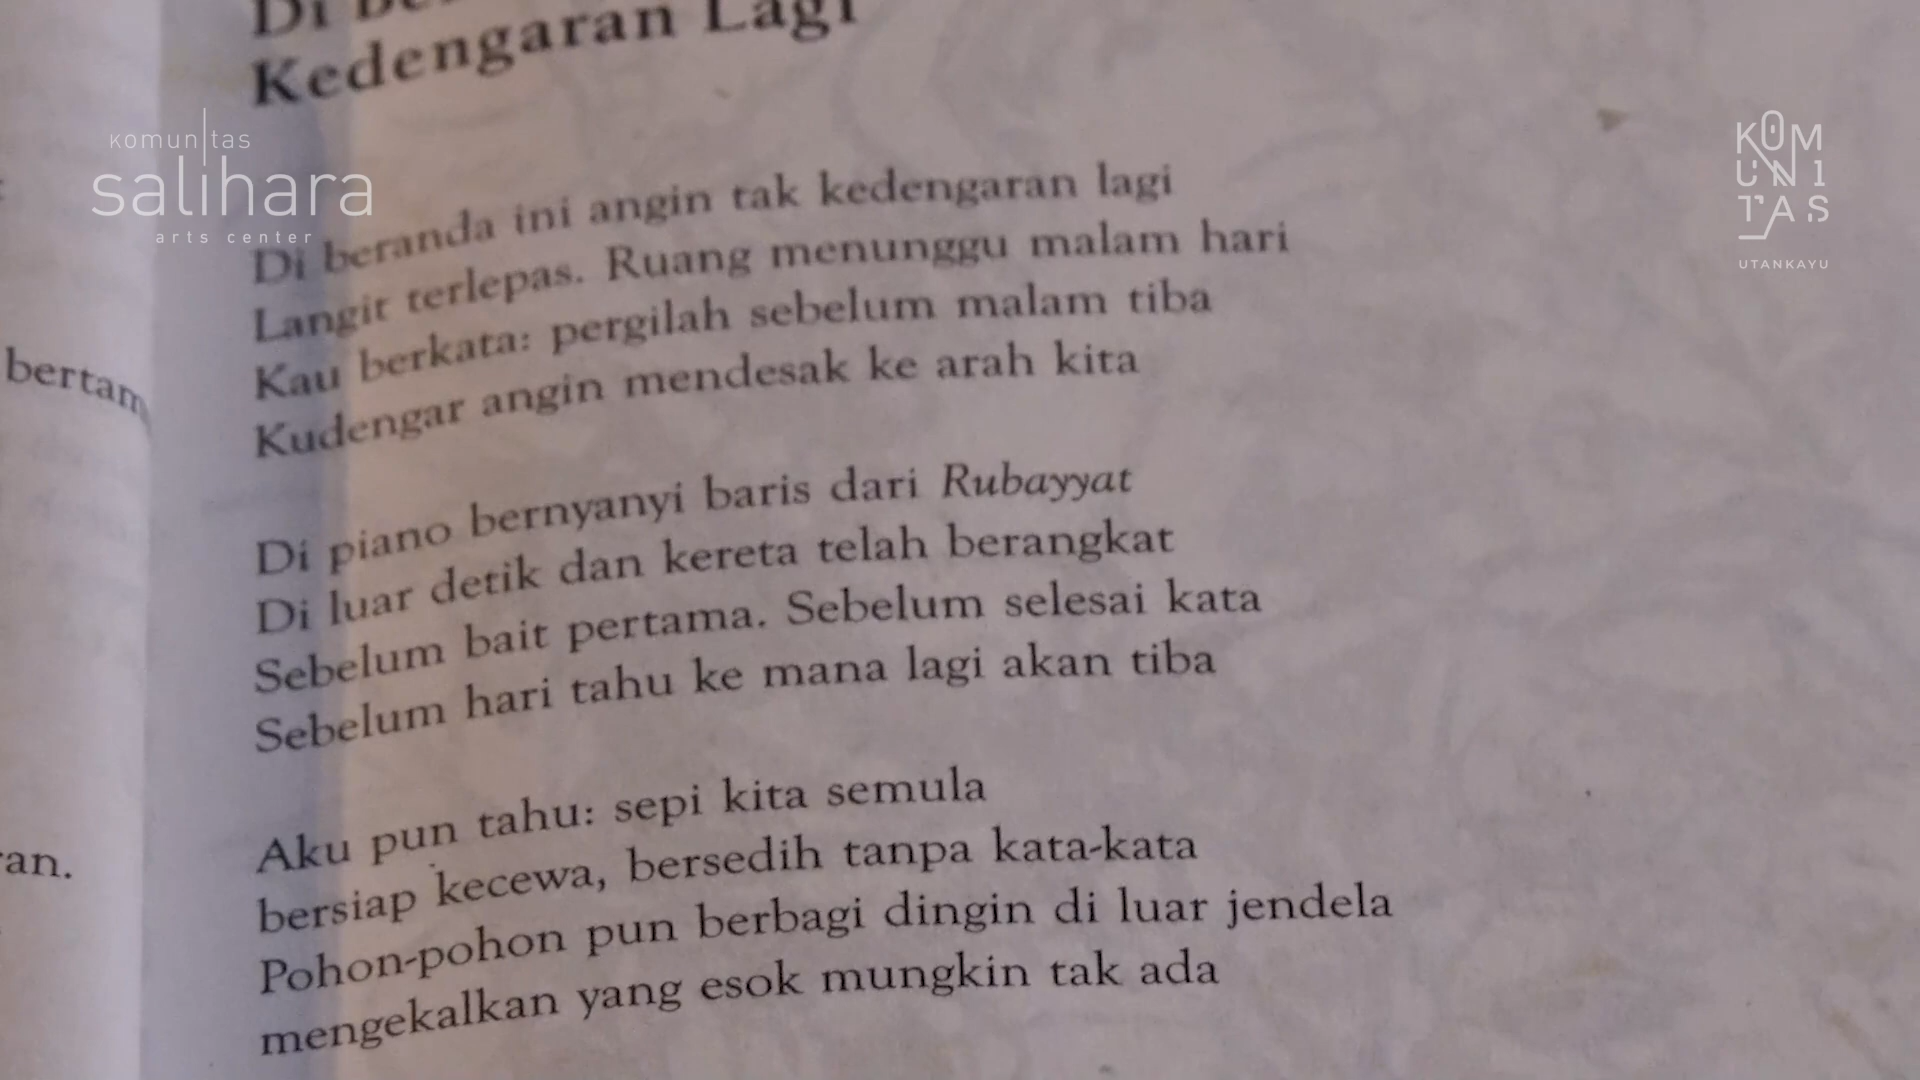 Di
Kedengaran Lagi
komunitas
salihara
arts center
KOMUNITAS
UTANKAYU
Di beranda ini angin tak kedengaran lagi
Langit terlepas. Ruang menunggu malam hari
Kau berkata: pergilah sebelum malam tiba
Kudengar angin mendesak ke arah kita
Di piano bernyanyi baris dari Rubayyat
Di luar detik dan kereta telah berangkat
Sebelum bait pertama. Sebelum selesai kata
Sebelum hari tahu ke mana lagi akan tiba
Aku pun tahu: sepi kita semula
bersiap kecewa, bersedih tanpa kata-kata
Pohon-pohon pun berbagi dingin di luar jendela
mengekalkan yang esok mungkin tak ada